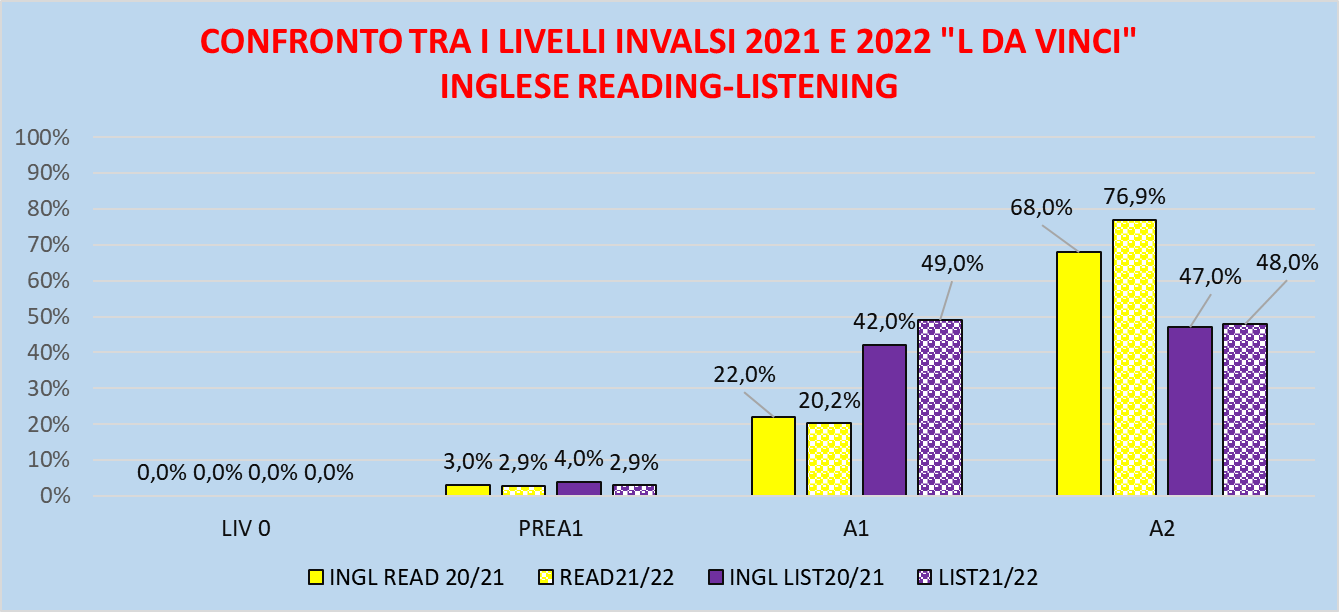 CONFRONTO TRA I LIVELLI INVALSI 2021 E 2022 "L DA VINCI"
INGLESE READING-LISTENING
100%
90%
80%
70%
60%
50%
40%
30%
20%
10%
0%
0,0% 0,0% 0,0% 0,0%
3,0% 2,9% 4,0% 2,9%
22,0% 20,2% 42,0% 49,0%
68,0% 76,9% 47,0% 48,0%
LIV 0 PREA1 A1 A2
INGL READ 20/21 READ21/22 INGL LIST20/21 LIST21/22